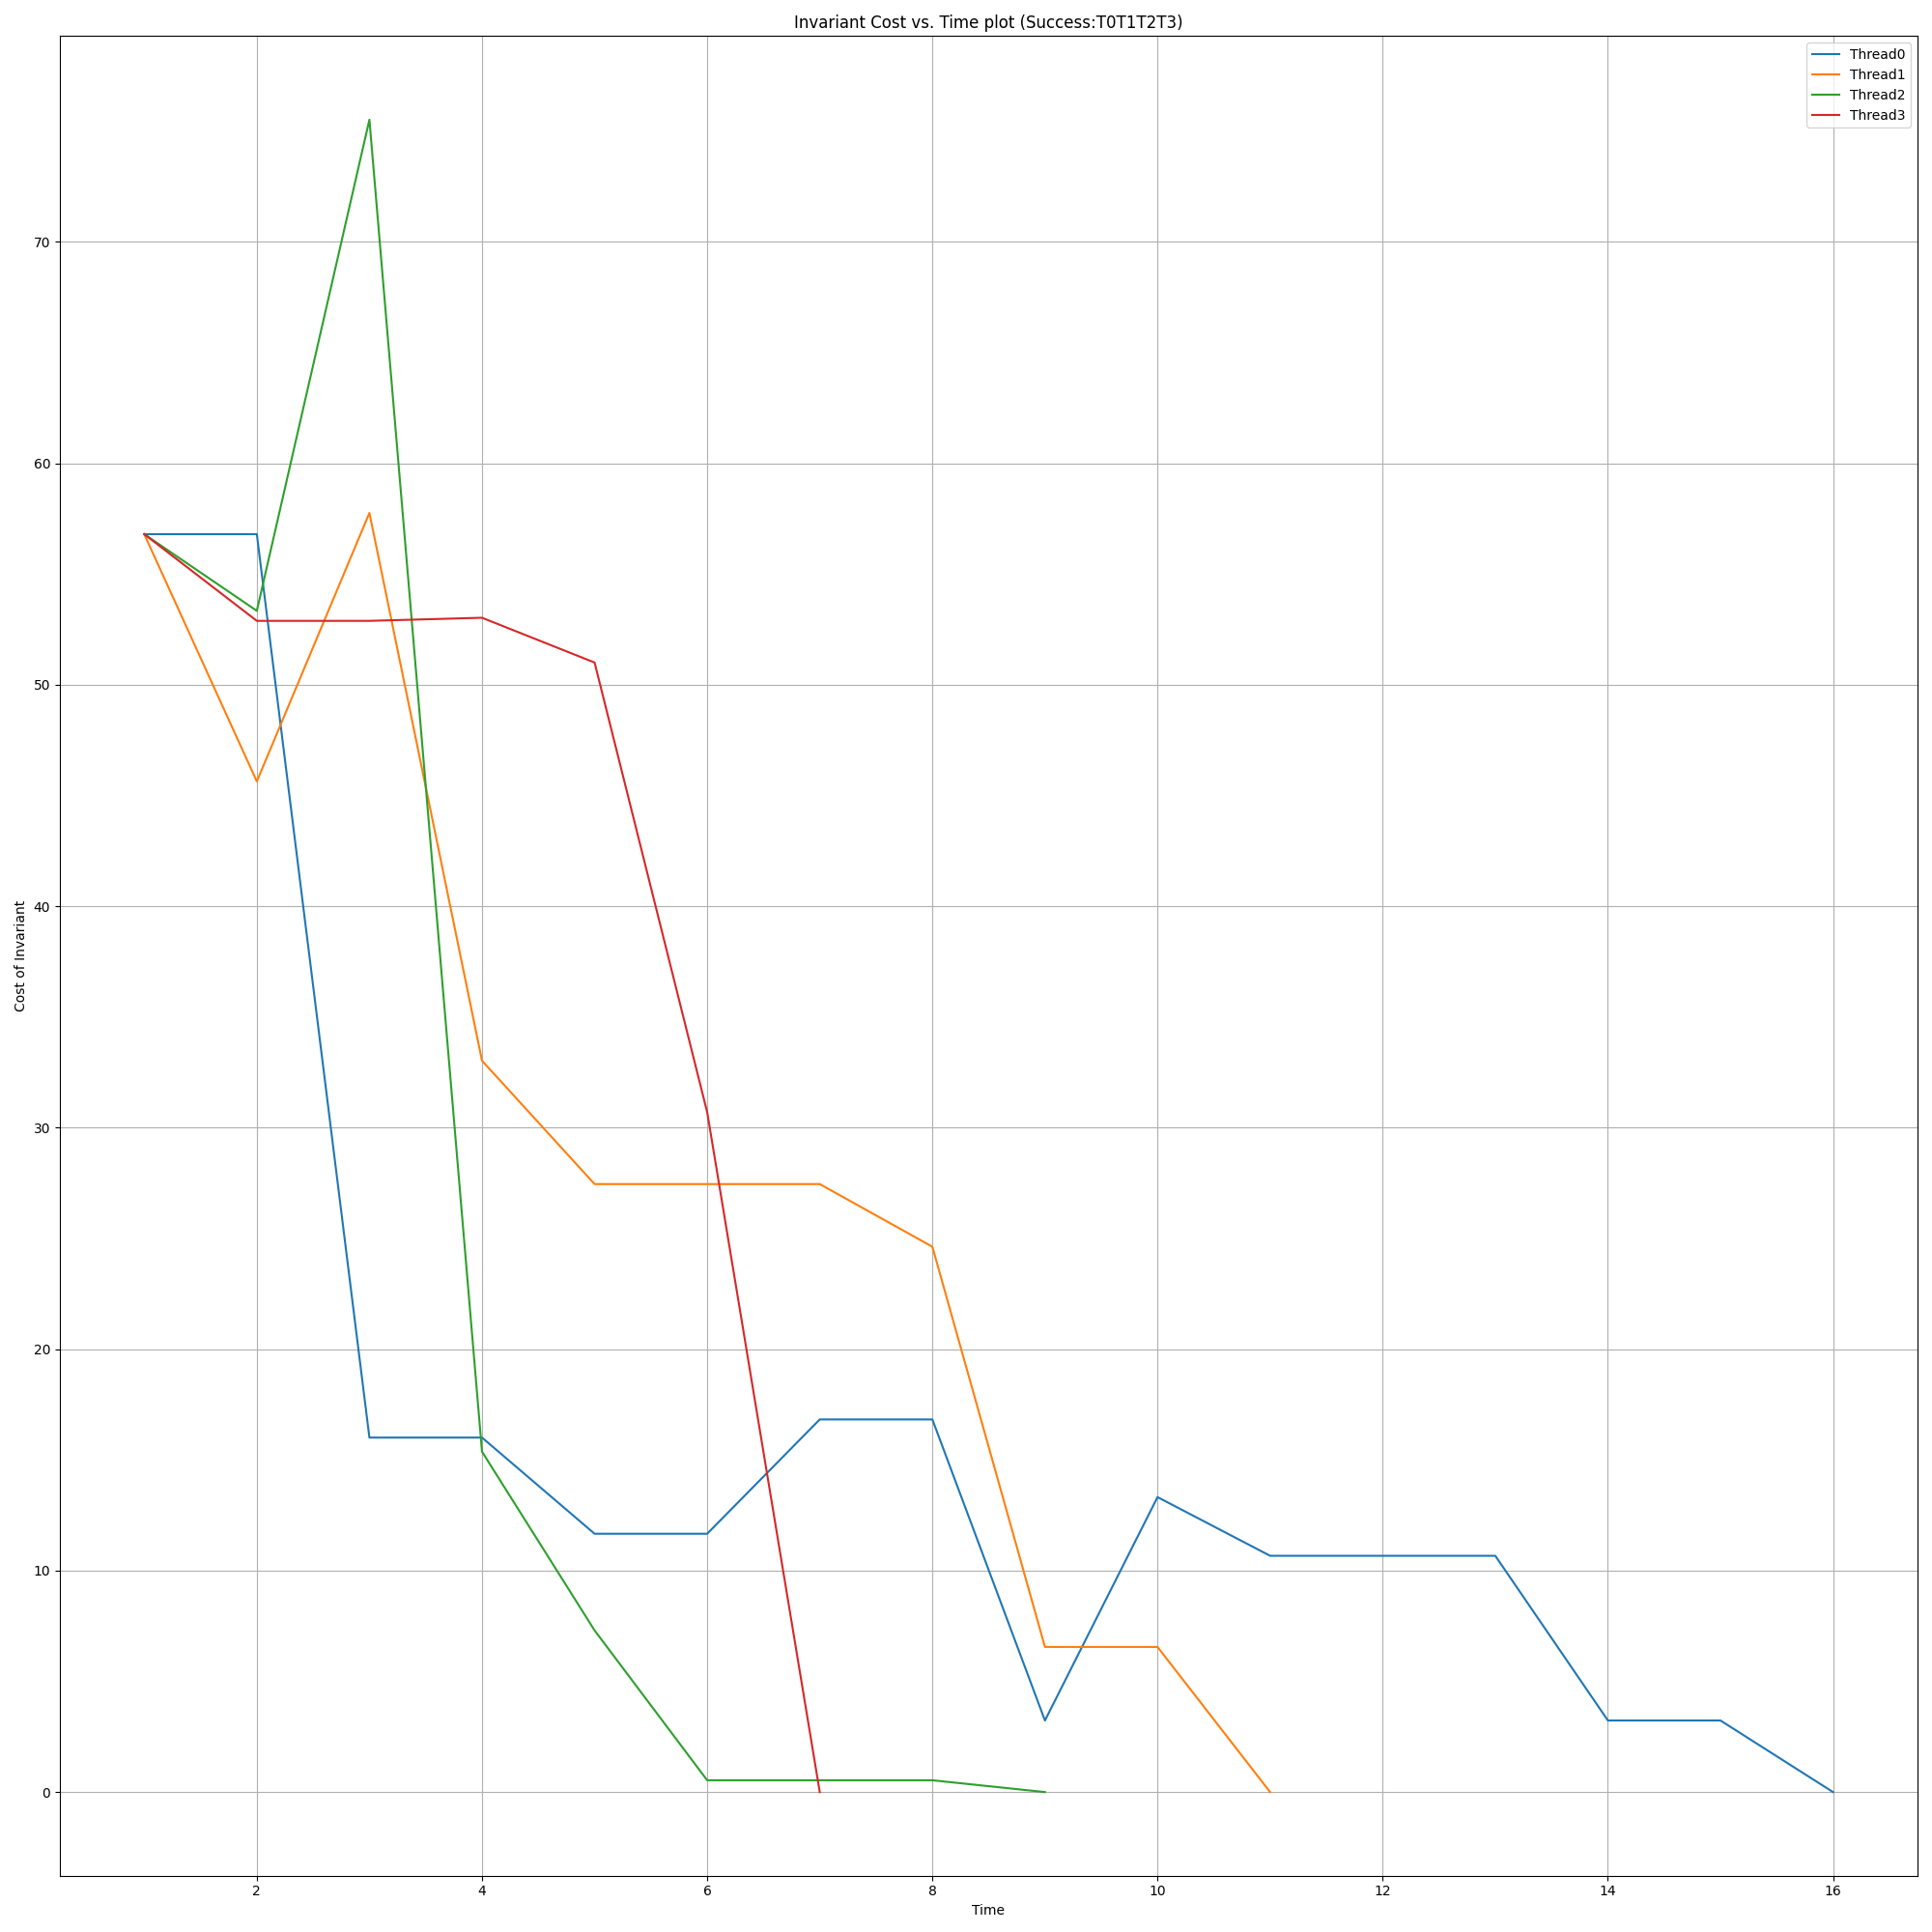 Invariant Cost vs. Time plot (Success:T0T1T2T3)
Thread0
Thread1
Thread2
Thread3
70
60
50
40
30
20
10
0
Cost of Invariant
2 4 6 8 10 12 14 16
Time